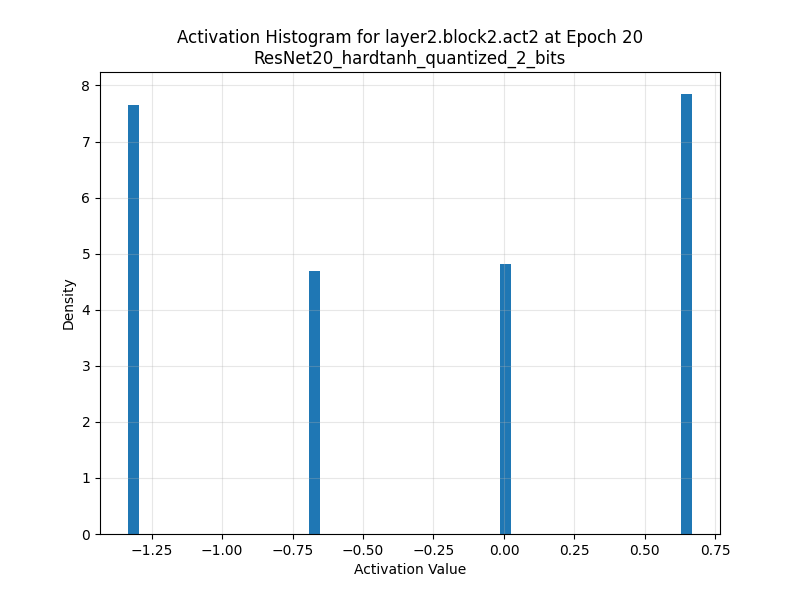 Activation Histogram for layer2.block2.act2 at Epoch 20
ResNet20_hardtanh_quantized_2_bits
8
7
6
5
4
3
2
1
0
Density
−1.25 −1.00 −0.75 −0.50 −0.25 0.00 0.25 0.50 0.75
Activation Value